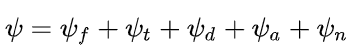 ψ = ψ_f + ψ_t + ψ_d + ψ_a + ψ_n